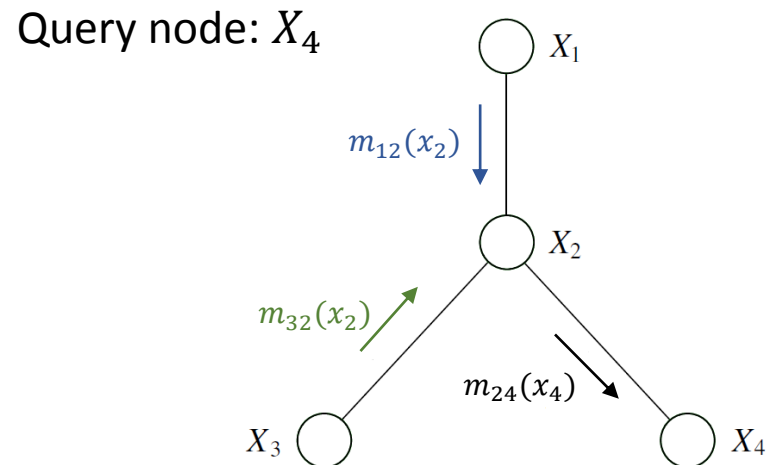 Query node: X₄
X₁
m₁₂(x₂)
X₂
m₃₂(x₂)
m₂₄(x₄)
X₃
X₄